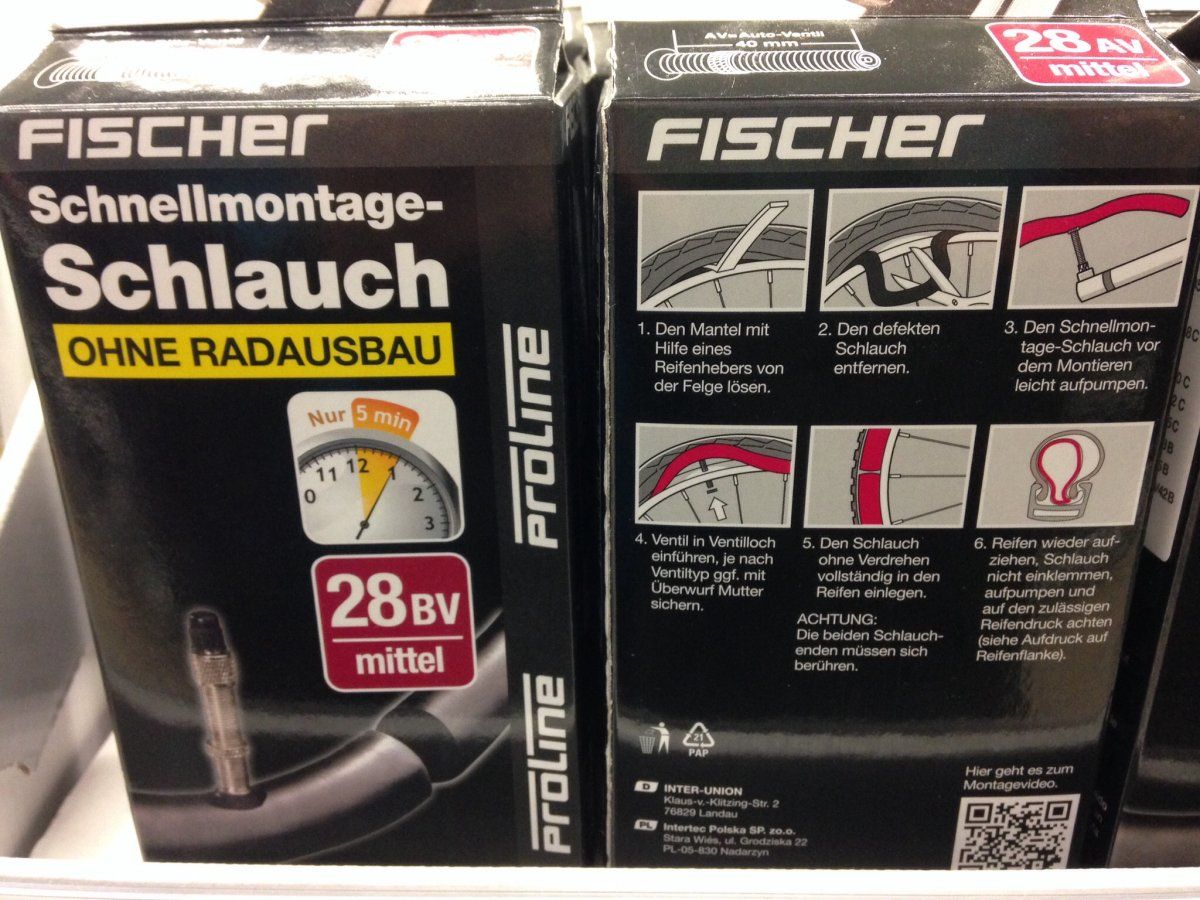 FISCHER
Schnellmontage-
Schlauch
OHNE RADAUSBAU
Nur 5 min
11 12 1
0 2
3
28 BV
mittel
PROLINE
PROLINE
AV=Auto-Ventil
40 mm
28 AV
mittel
FISCHER
1. Den Mantel mit
Hilfe eines
Reifenhebers von
der Felge lösen.
2. Den defekten
Schlauch
entfernen.
3. Den Schnellmon-
tage-Schlauch vor
dem Montieren
leicht aufpumpen.
4. Ventil in Ventilloch
einführen, je nach
Ventiltyp ggf. mit
Überwurf Mutter
sichern.
5. Den Schlauch
ohne Verdrehen
vollständig in den
Reifen einlegen.
ACHTUNG:
Die beiden Schlauch-
enden müssen sich
berühren.
6. Reifen wieder auf-
ziehen, Schlauch
nicht einklemmen,
aufpumpen und
auf den zulässigen
Reifendruck achten
(siehe Aufdruck auf
Reifenflanke).
21
PAP
D INTER-UNION
Klaus-v.-Klitzing-Str. 2
76829 Landau
PL Intertec Polska SP. zo.o.
Stara Wiés, ul. Grodziska 22
PL-05-830 Nadarzyn
Hier geht es zum
Montagevideo.